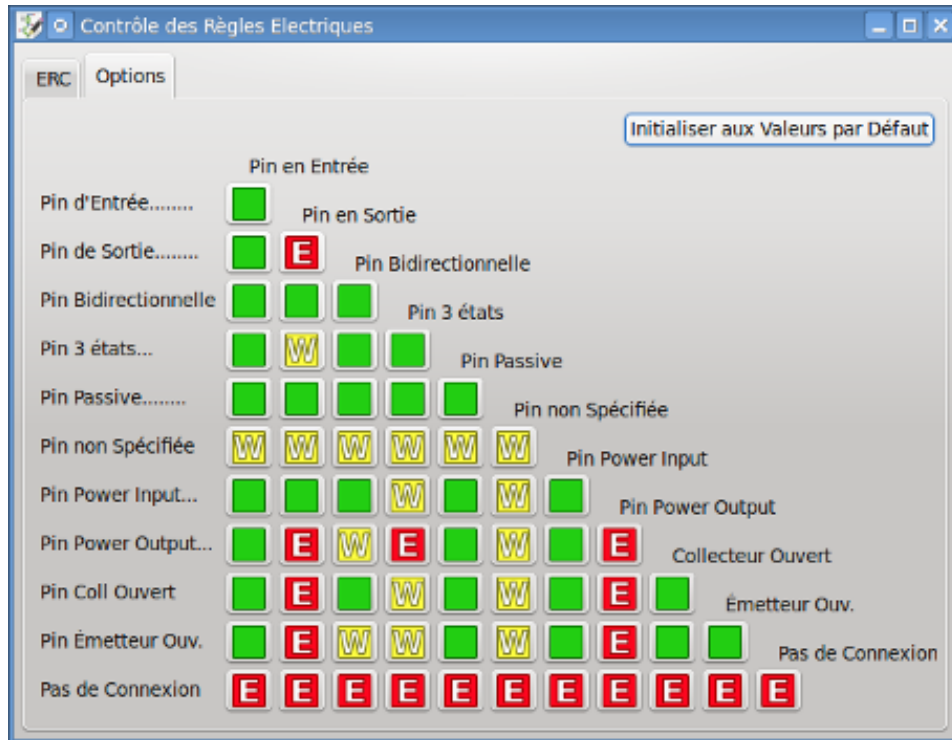 Contrôle des Règles Electriques
ERC Options
Initialiser aux Valeurs par Défaut
Pin en Entrée
Pin d'Entrée........
Pin en Sortie
Pin de Sortie........ E
Pin Bidirectionnelle
Pin Bidirectionnelle
Pin 3 états
Pin 3 états... W
Pin Passive
Pin Passive........
Pin non Spécifiée
Pin non Spécifiée W W W W W W
Pin Power Input
Pin Power Input... W W
Pin Power Output
Pin Power Output... E W E W E
Collecteur Ouvert
Pin Coll Ouvert E W W E
Émetteur Ouv.
Pin Émetteur Ouv. E W W W E
Pas de Connexion
Pas de Connexion E E E E E E E E E E E